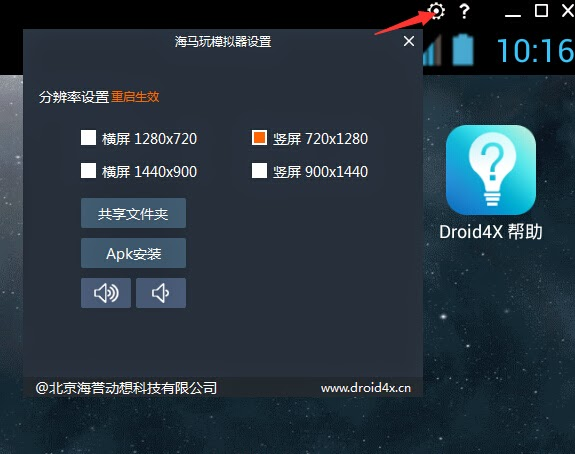 海马玩模拟器设置
10:16
分辨率设置重启生效
横屏 1280x720
竖屏 720x1280
横屏 1440x900
竖屏 900x1440
共享文件夹
Apk安装
Droid4X 帮助
@北京海誉动想科技有限公司
www.droid4x.cn